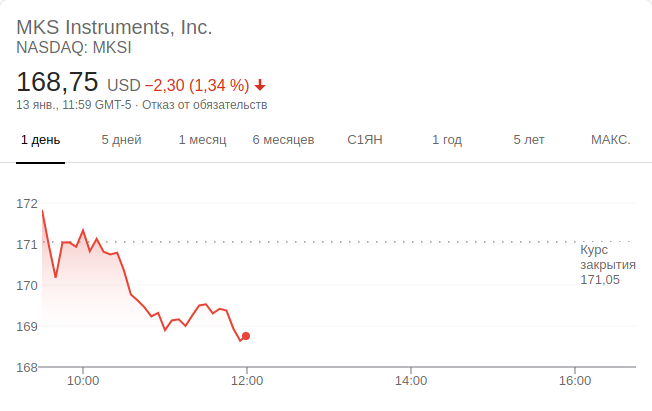 MKS Instruments, Inc.
NASDAQ: MKSI
168,75 USD −2,30 (1,34 %)
13 янв., 11:59 GMT-5 · Отказ от обязательств
1 день 5 дней 1 месяц 6 месяцев С1ЯН 1 год 5 лет МАКС.
172
171
Курс
закрытия
171,05
170
169
168
10:00 12:00 14:00 16:00